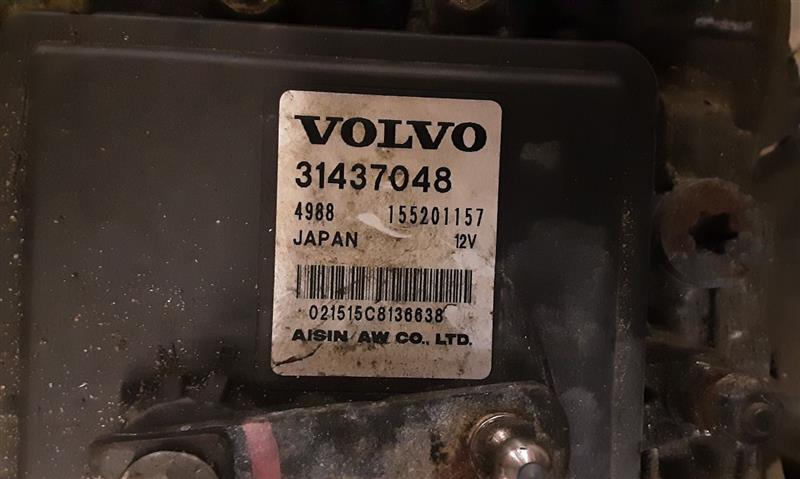 VOLVO
31437048
4988 155201157
JAPAN 12V
021515C8136638
AISIN AW CO., LTD.